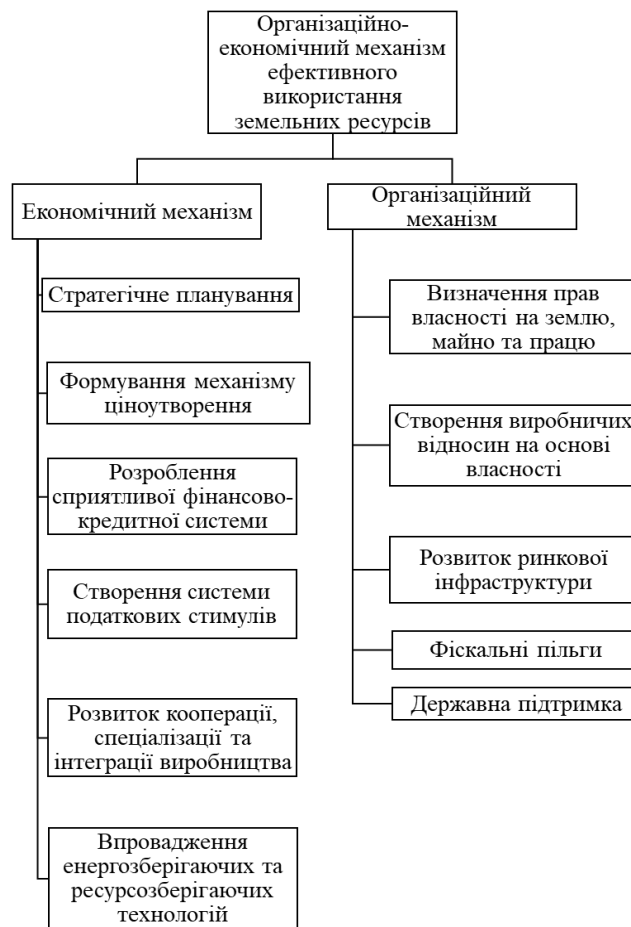 Організаційно-
економічний механізм
ефективного
використання
земельних ресурсів
Економічний механізм
Стратегічне планування
Формування механізму
ціноутворення
Розроблення
сприятливої фінансово-
кредитної системи
Створення системи
податкових стимулів
Розвиток кооперації,
спеціалізації та
інтеграції виробництва
Впровадження
енергозберігаючих та
ресурсозберігаючих
технологій
Організаційний
механізм
Визначення прав
власності на землю,
майно та працю
Створення виробничих
відносин на основі
власності
Розвиток ринкової
інфраструктури
Фіскальні пільги
Державна підтримка